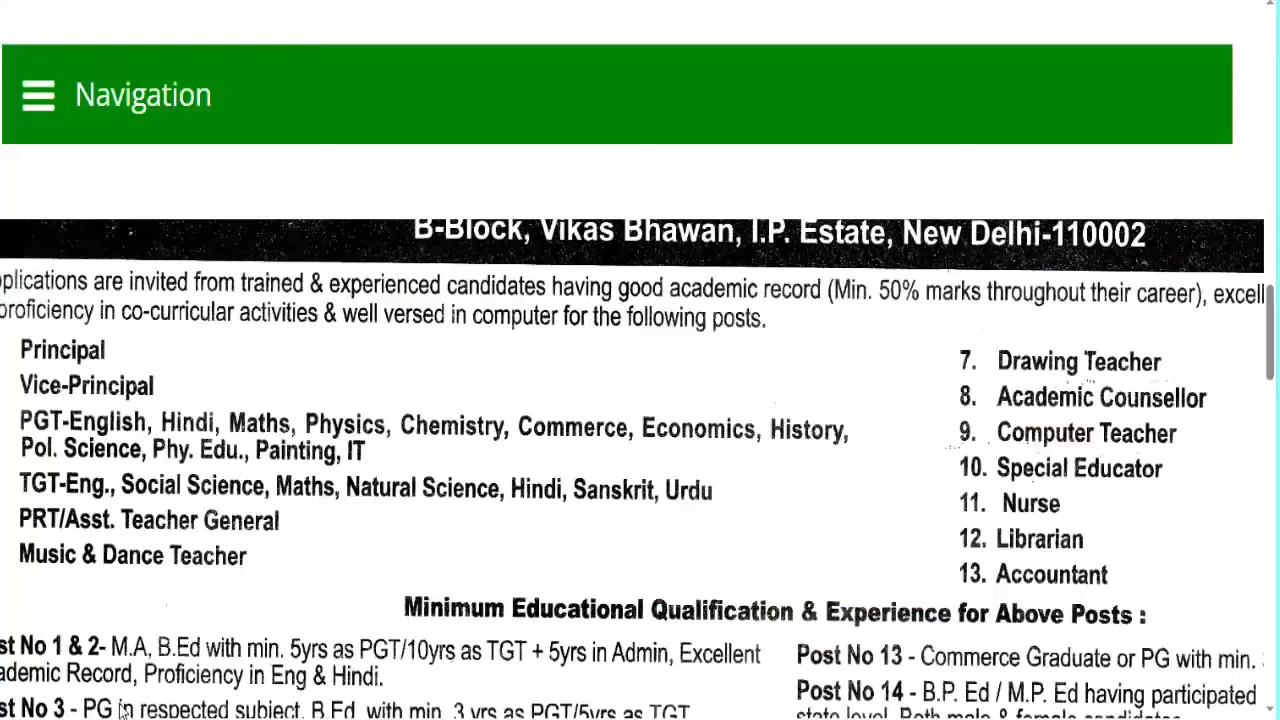 Navigation
B-Block, Vikas Bhawan, I.P. Estate, New Delhi-110002
plications are invited from trained & experienced candidates having good academic record (Min. 50% marks throughout their career), excell
proficiency in co-curricular activities & well versed in computer for the following posts.
Principal
Vice-Principal
PGT-English, Hindi, Maths, Physics, Chemistry, Commerce, Economics, History,
Pol. Science, Phy. Edu., Painting, IT
TGT-Eng., Social Science, Maths, Natural Science, Hindi, Sanskrit, Urdu
PRT/Asst. Teacher General
Music & Dance Teacher
7. Drawing Teacher
8. Academic Counsellor
9. Computer Teacher
10. Special Educator
11. Nurse
12. Librarian
13. Accountant
Minimum Educational Qualification & Experience for Above Posts :
st No 1 & 2- M.A, B.Ed with min. 5yrs as PGT/10yrs as TGT + 5yrs in Admin, Excellent
ademic Record, Proficiency in Eng & Hindi.
st No 3 - PG in respected subject, B.Ed. with min. 3 yrs as PGT/5yrs as TGT
Post No 13 - Commerce Graduate or PG with min.
Post No 14 - B.P. Ed / M.P. Ed having participated
state level. Both male & female candidates